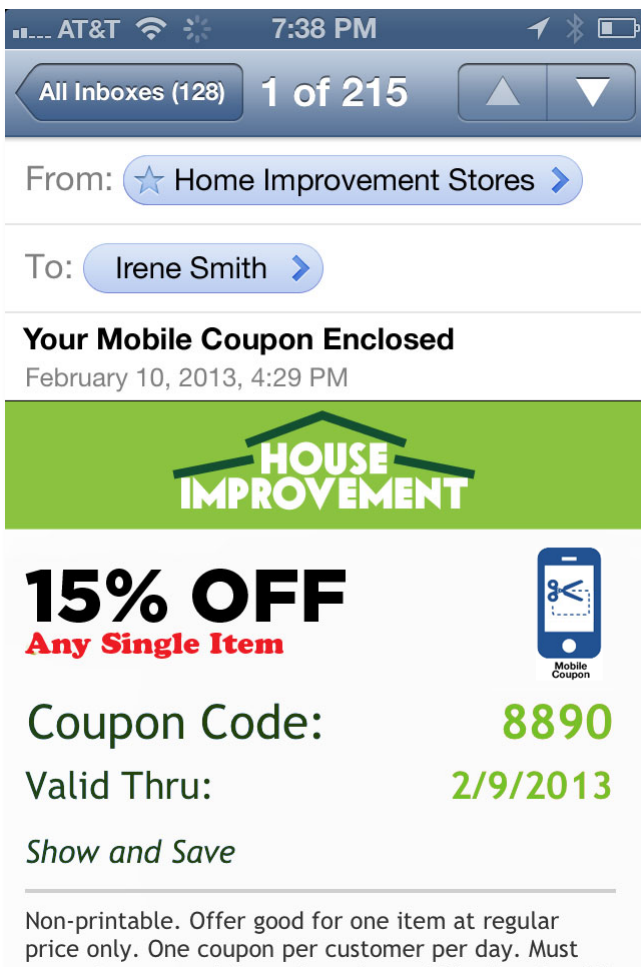 AT&T 7:38 PM
All Inboxes (128) 1 of 215
From: Home Improvement Stores
To: Irene Smith
Your Mobile Coupon Enclosed
February 10, 2013, 4:29 PM
HOUSE
IMPROVEMENT
15% OFF
Any Single Item
Mobile
Coupon
Coupon Code: 8890
Valid Thru: 2/9/2013
Show and Save
Non-printable. Offer good for one item at regular
price only. One coupon per customer per day. Must